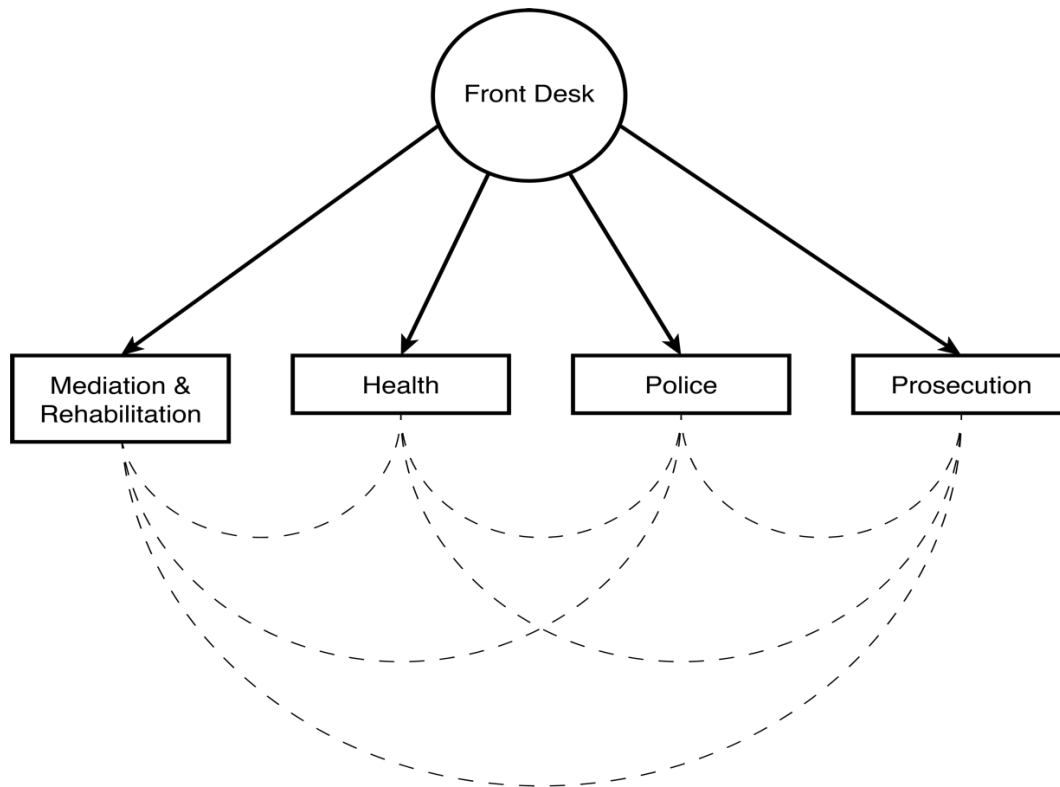 Front Desk
Mediation &
Rehabilitation
Health
Police
Prosecution